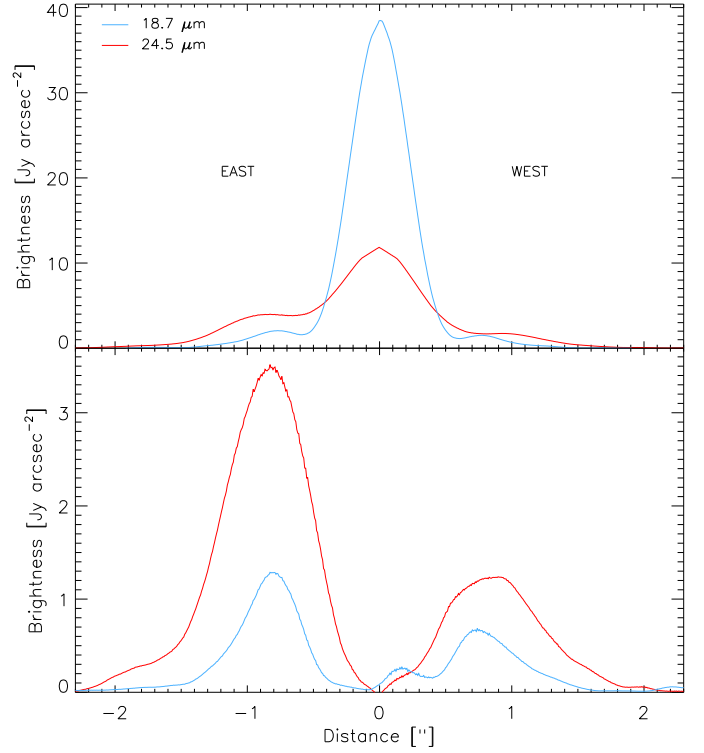 40
18.7 μm
24.5 μm
30
Brightness [Jy arcsec−2]
20
EAST
WEST
10
0
3
Brightness [Jy arcsec−2]
2
1
0
−2
−1
0
1
2
Distance ["]